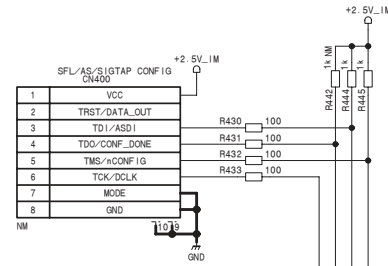 +2.5V_IM
+2.5V_IM
SFL/AS/SIGTAP CONFIG
CN400
1 VCC
2 TRST/DATA_OUT
3 TDI/ASDI
4 TDO/CONF_DONE
5 TMS/nCONFIG
6 TCK/DCLK
7 MODE
8 GND
NM
10 9
GND
R430 100
R431 100
R432 100
R433 100
R442 1k NM
R444 1k
R445 1k